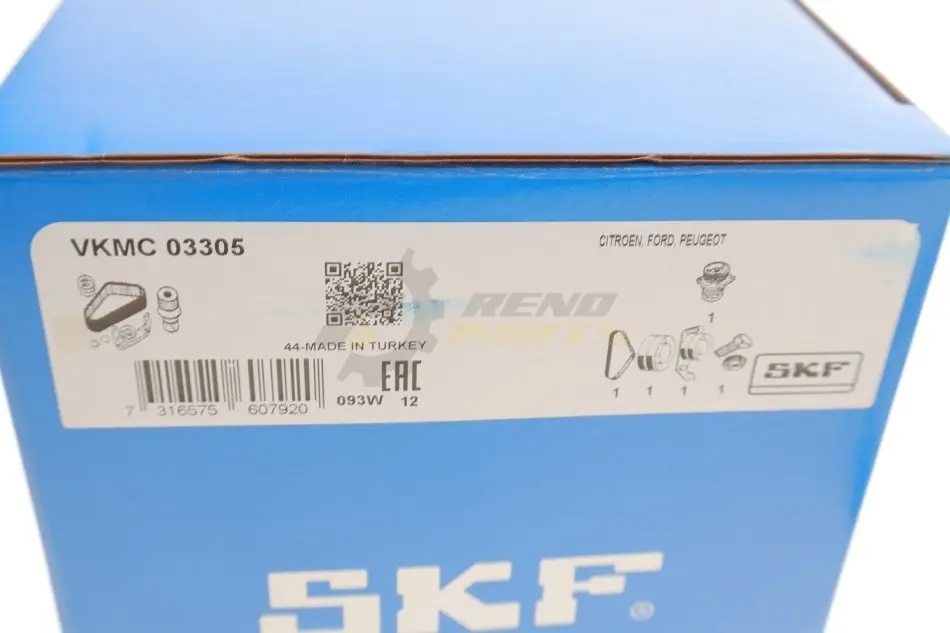 VKMC 03305
CITROEN, FORD, PEUGEOT
RENO
PARTS
1
44-MADE IN TURKEY
EAC
1 1 1 1
SKF
093W 12
7 316575 607920
SKF®